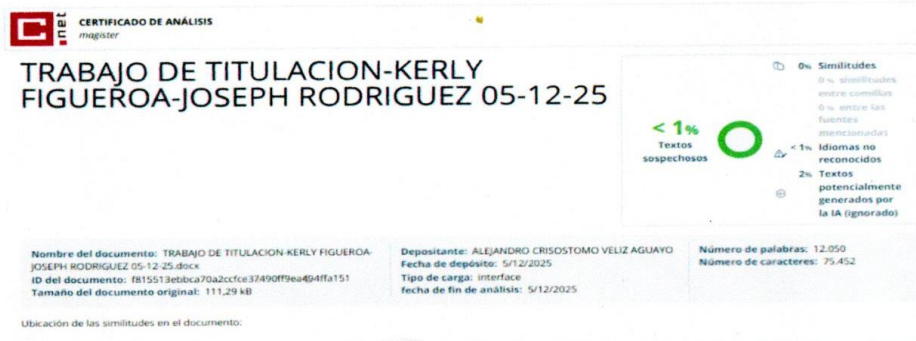 C.net
CERTIFICADO DE ANÁLISIS
magister
TRABAJO DE TITULACION-KERLY
FIGUEROA-JOSEPH RODRIGUEZ 05-12-25
< 1%
Textos
sospechosos
0% Similitudes
0% similitudes
entre comillas
0% entre las
fuentes
mencionadas
< 1% Idiomas no
reconocidos
2% Textos
potencialmente
generados por
la IA (ignorado)
Nombre del documento: TRABAJO DE TITULACION-KERLY FIGUEROA-
JOSEPH RODRIGUEZ 05-12-25.docx
ID del documento: f815513ebbca70a2ccfce37490ff9ea494ffa151
Tamaño del documento original: 111,29 kB
Depositante: ALEJANDRO CRISOSTOMO VELIZ AGUAYO
Fecha de depósito: 5/12/2025
Tipo de carga: interface
fecha de fin de análisis: 5/12/2025
Número de palabras: 12.050
Número de caracteres: 75.452
Ubicación de las similitudes en el documento: